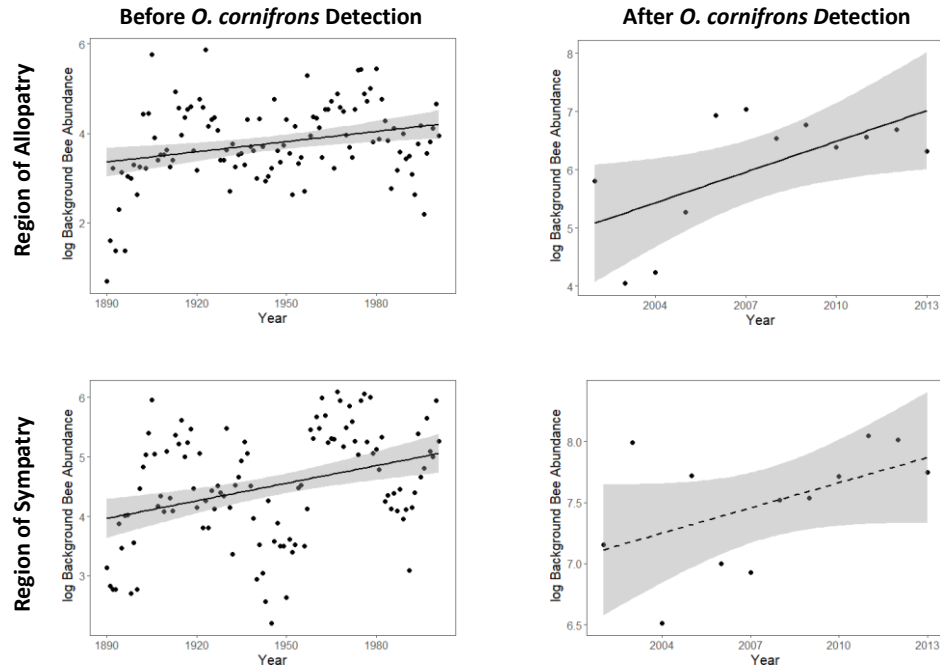 Before O. cornifrons Detection
After O. cornifrons Detection
Region of Allopatry
log Background Bee Abundance
6
4
2
1890
1920
1950
1980
Year
log Background Bee Abundance
8
7
6
5
4
2004
2007
2010
2013
Year
Region of Sympatry
log Background Bee Abundance
6
5
4
3
1890
1920
1950
1980
Year
log Background Bee Abundance
8.0
7.5
7.0
6.5
2004
2007
2010
2013
Year